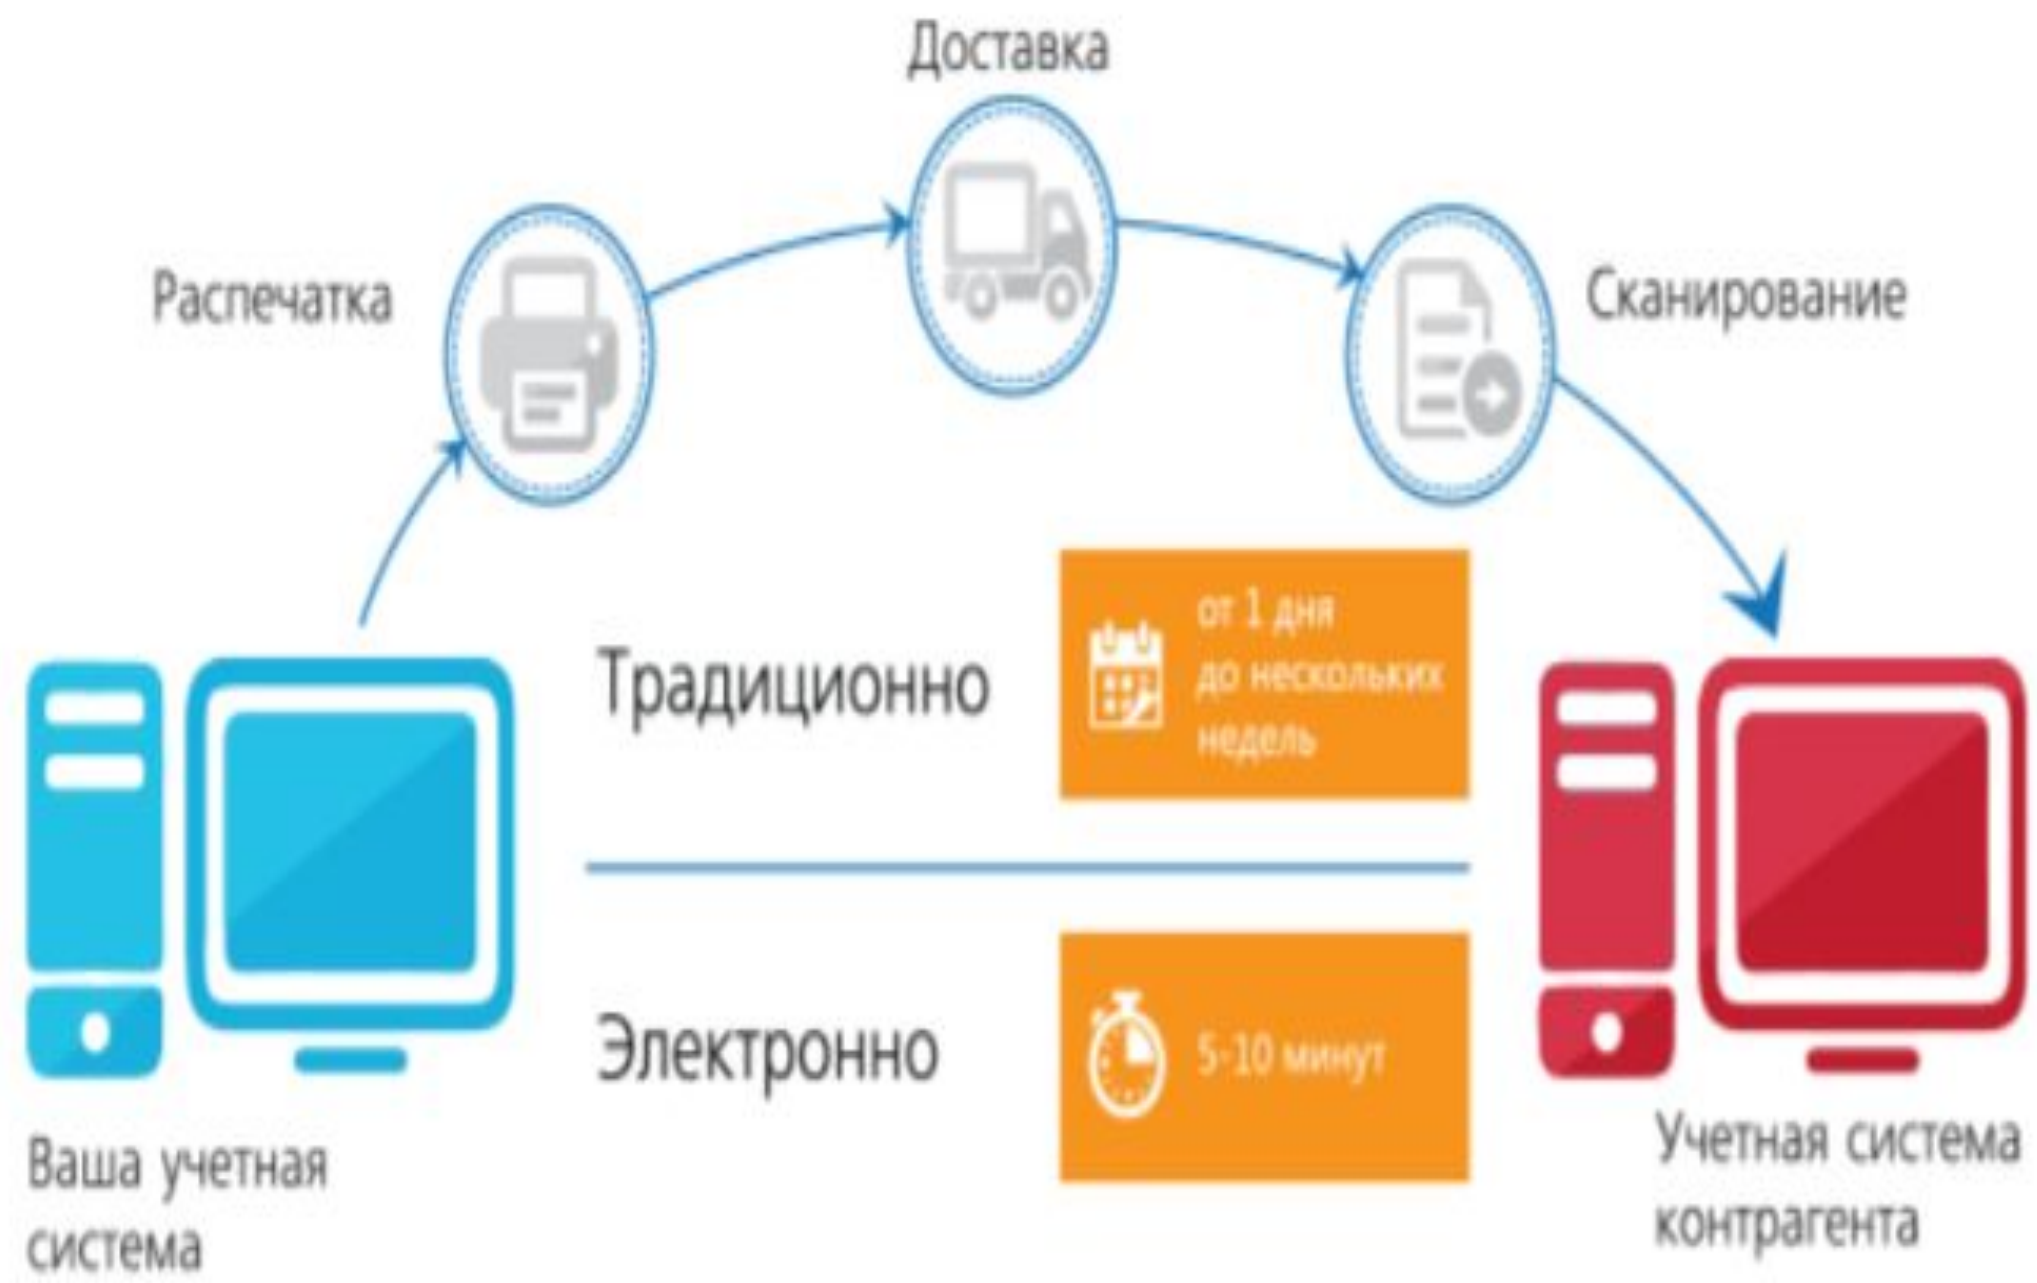 Доставка
Распечатка
Сканирование
Традиционно
от 1 дня
до нескольких
недель
Электронно
5-10 минут
Ваша учетная
система
Учетная система
контрагента